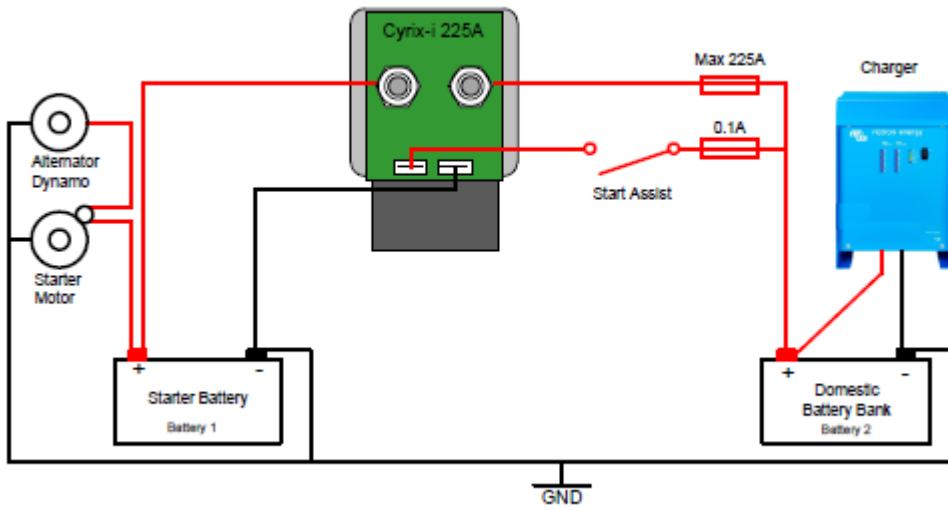 Cyrix-i 225A
Max 225A
Charger
0.1A
Alternator
Dynamo
Start Assist
Starter
Motor
+
-
+
-
Starter Battery
Battery 1
Domestic
Battery Bank
Battery 2
GND